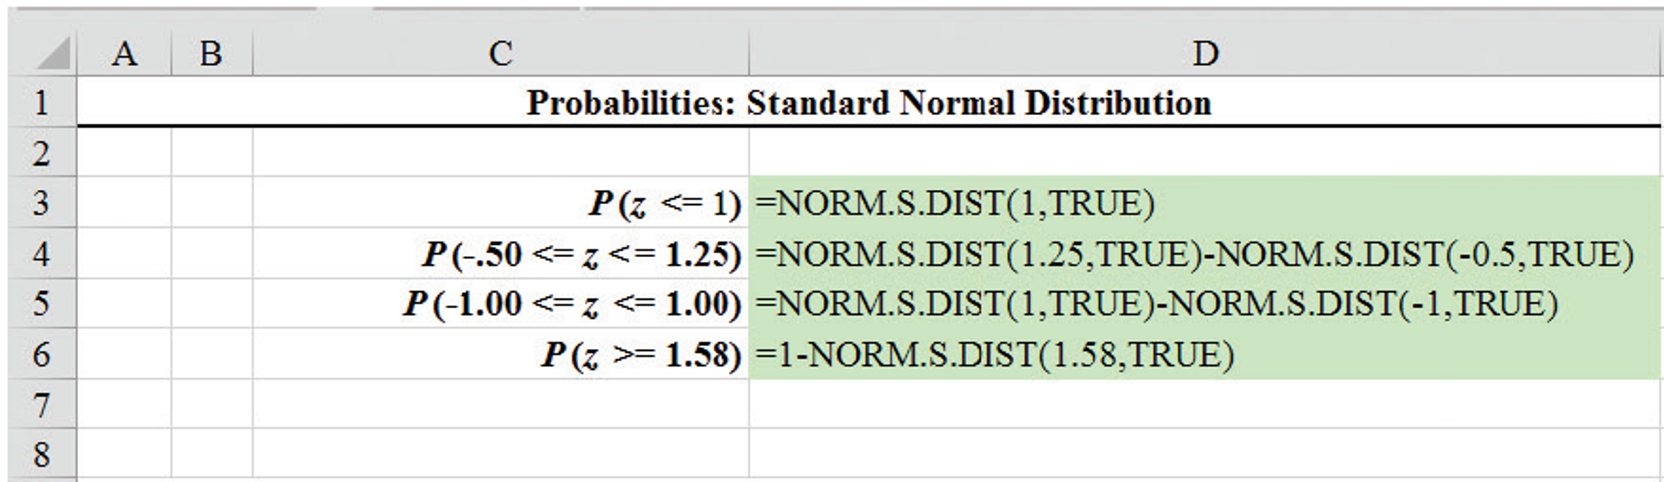 A B C D
1 Probabilities: Standard Normal Distribution
2
3 P(z <= 1) =NORM.S.DIST(1,TRUE)
4 P(-.50 <= z <= 1.25) =NORM.S.DIST(1.25,TRUE)-NORM.S.DIST(-0.5,TRUE)
5 P(-1.00 <= z <= 1.00) =NORM.S.DIST(1,TRUE)-NORM.S.DIST(-1,TRUE)
6 P(z >= 1.58) =1-NORM.S.DIST(1.58,TRUE)
7
8